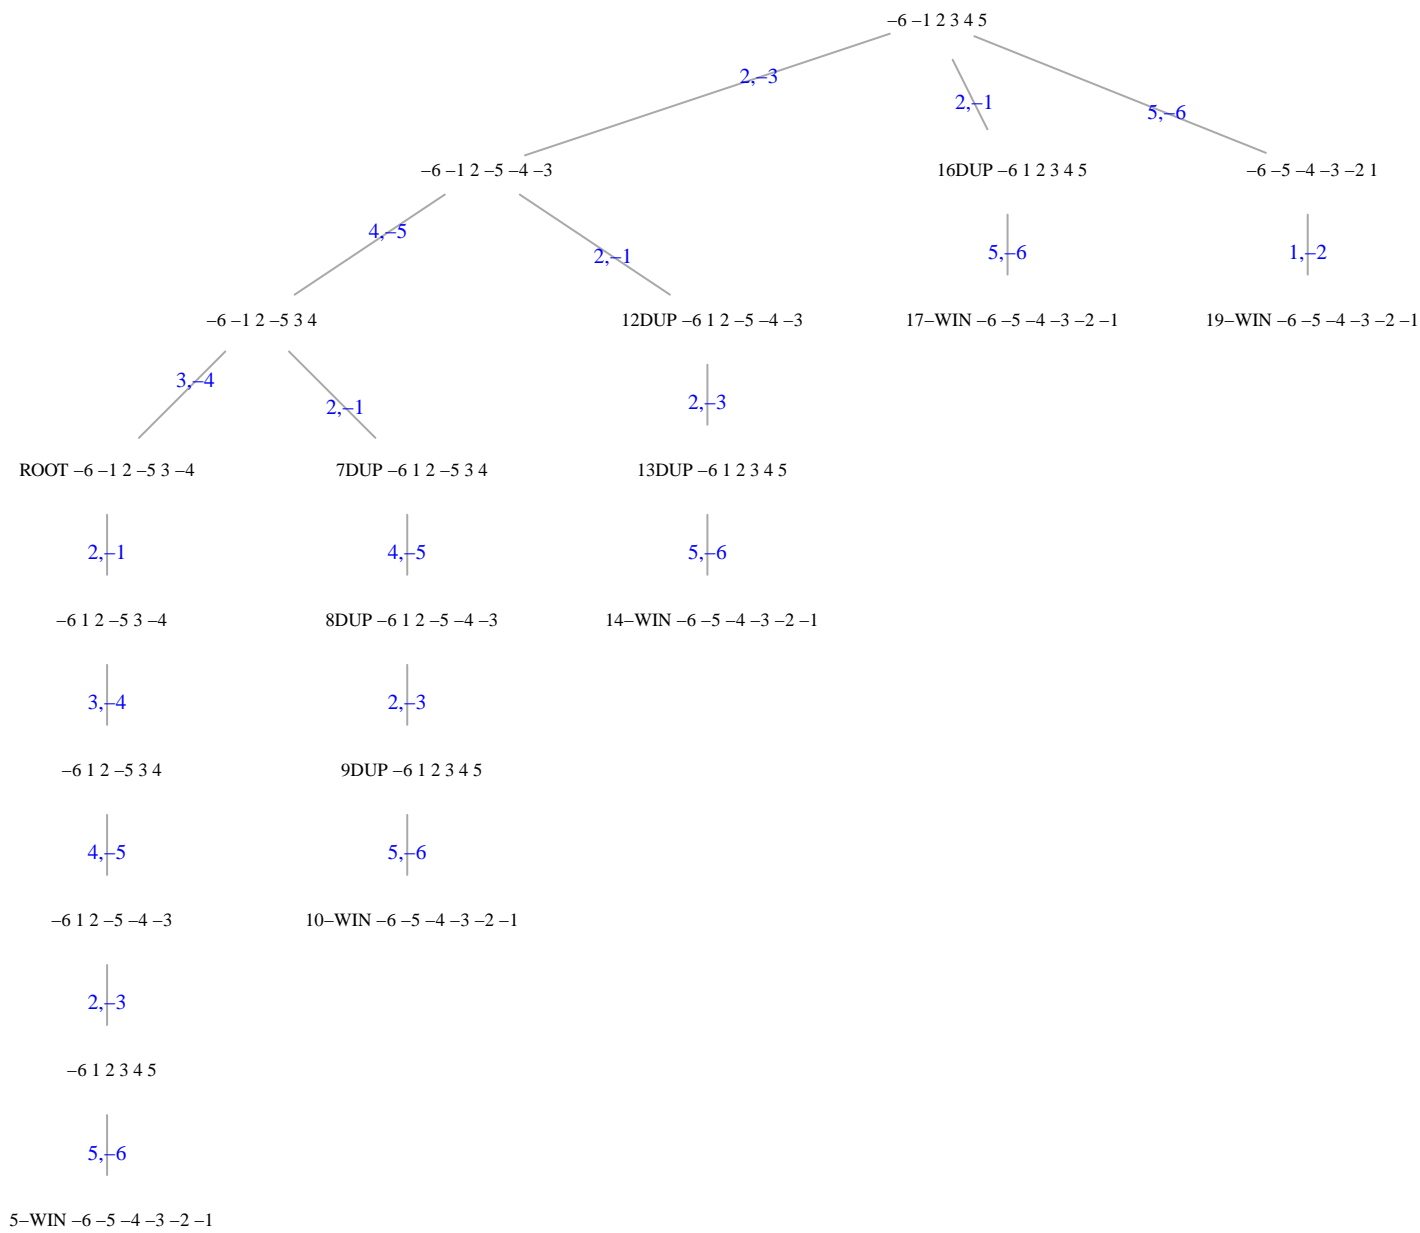 –6 –1 2 3 4 5
2,–3
2,–1
5,–6
–6 –1 2 –5 –4 –3
16DUP –6 1 2 3 4 5
–6 –5 –4 –3 –2 1
4,–5
2,–1
5,–6
1,–2
–6 –1 2 –5 3 4
12DUP –6 1 2 –5 –4 –3
17–WIN –6 –5 –4 –3 –2 –1
19–WIN –6 –5 –4 –3 –2 –1
3,–4
2,–1
2,–3
ROOT –6 –1 2 –5 3 –4
7DUP –6 1 2 –5 3 4
13DUP –6 1 2 3 4 5
2,–1
4,–5
5,–6
–6 1 2 –5 3 –4
8DUP –6 1 2 –5 –4 –3
14–WIN –6 –5 –4 –3 –2 –1
3,–4
2,–3
–6 1 2 –5 3 4
9DUP –6 1 2 3 4 5
4,–5
5,–6
–6 1 2 –5 –4 –3
10–WIN –6 –5 –4 –3 –2 –1
2,–3
–6 1 2 3 4 5
5,–6
5–WIN –6 –5 –4 –3 –2 –1